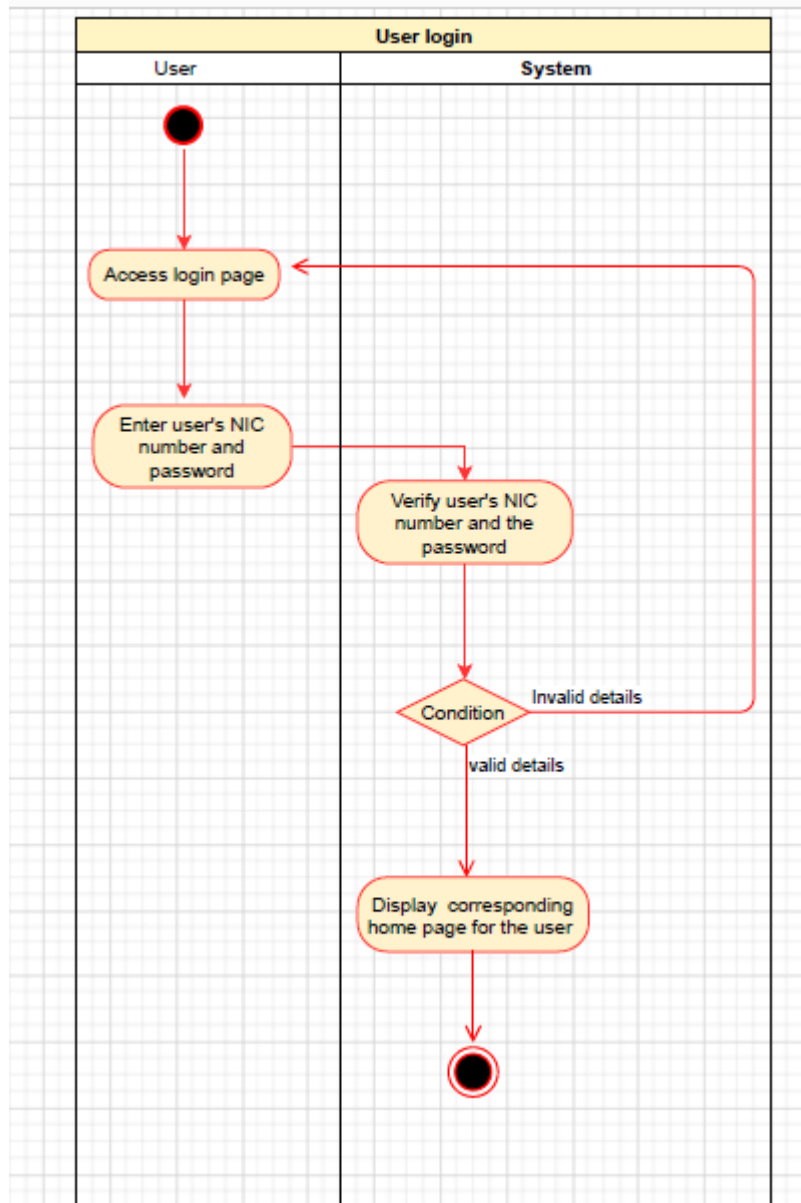 User login
User
System
Access login page
Enter user's NIC
number and
password
Verify user's NIC
number and the
password
Invalid details
Condition
valid details
Display corresponding
home page for the user